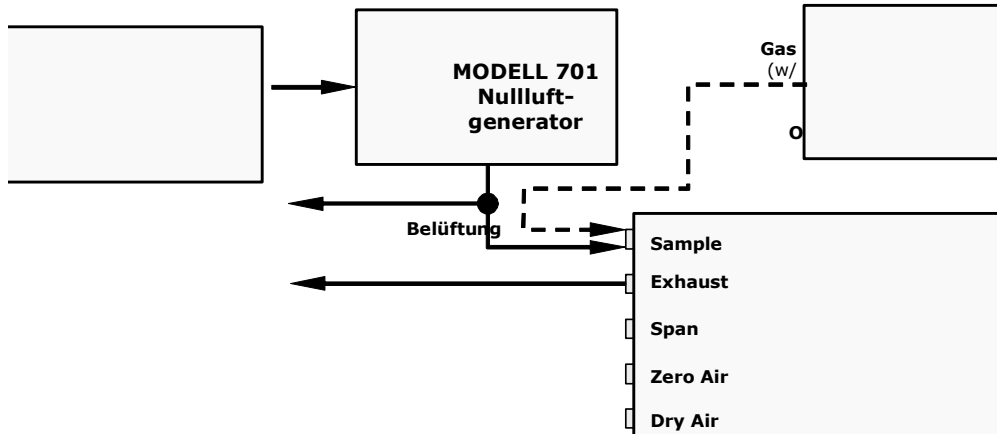 MODELL 701
Nullluft-
generator
Gas
(w/
O
Belüftung
Sample
Exhaust
Span
Zero Air
Dry Air